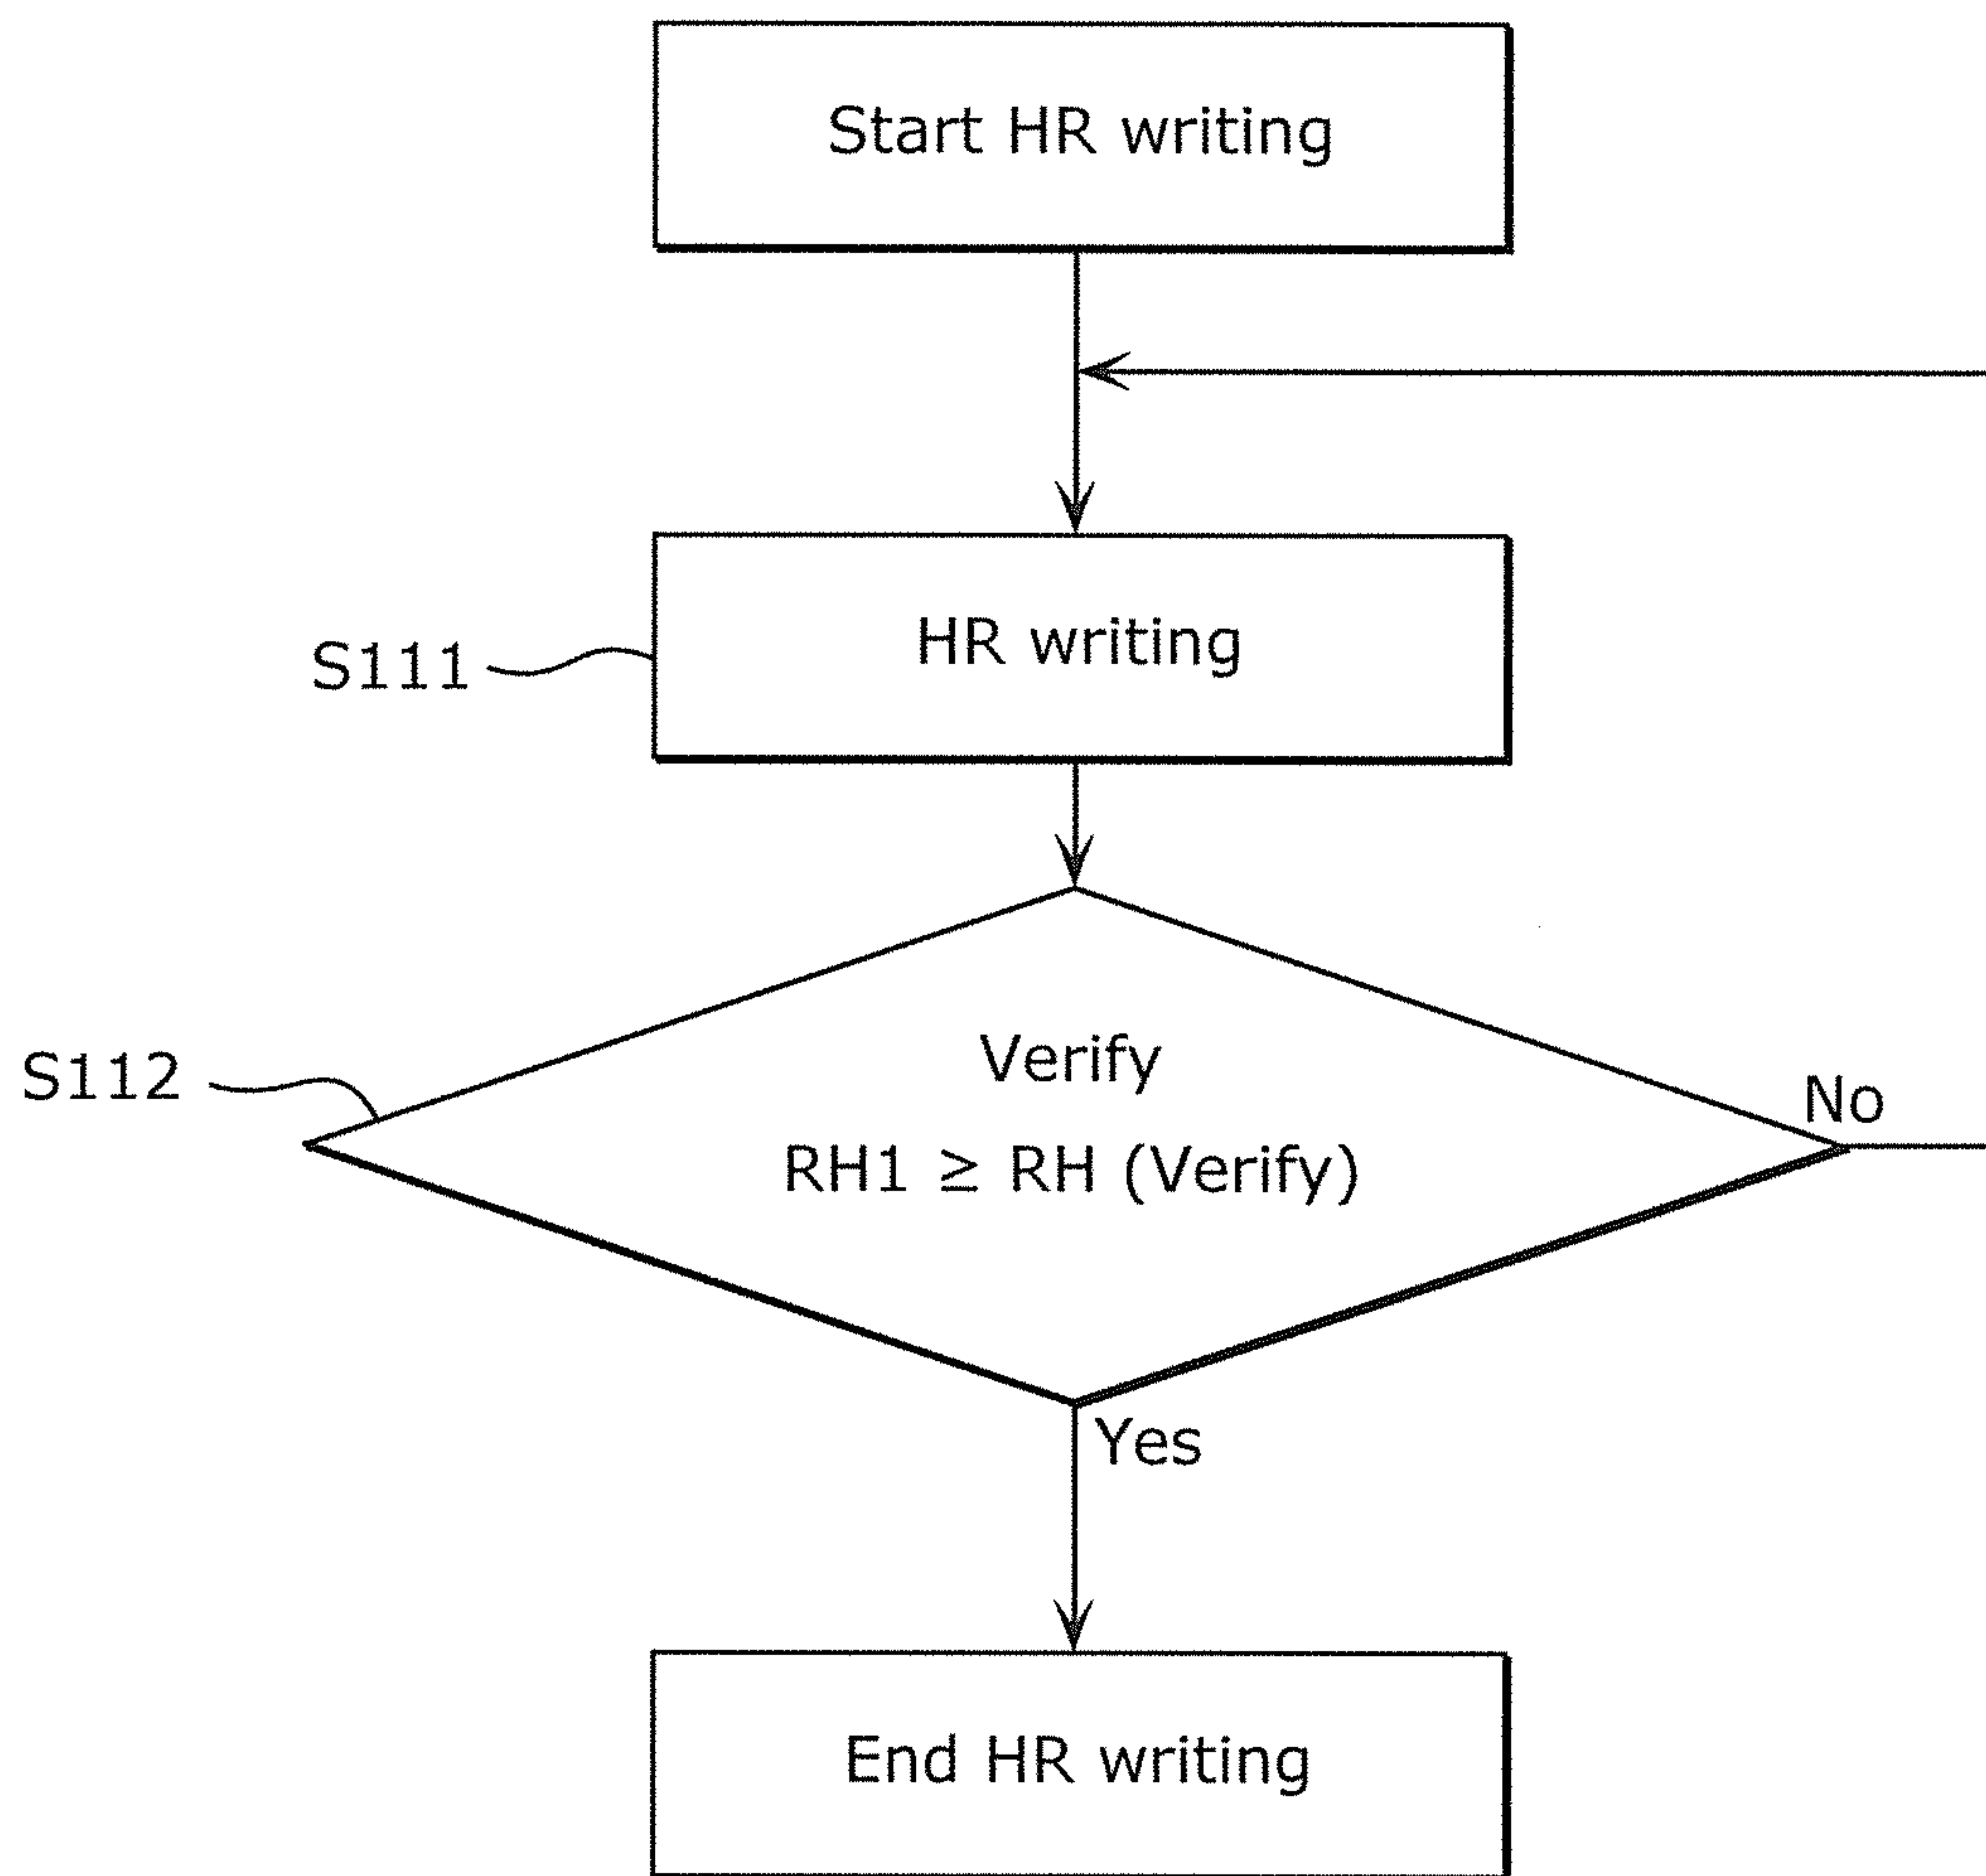 Start HR writing
S111
HR writing
S112
Verify
RH1 ≥ RH (Verify)
No
Yes
End HR writing